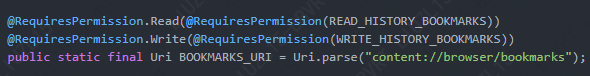 @RequiresPermission.Read(@RequiresPermission(READ_HISTORY_BOOKMARKS))
@RequiresPermission.Write(@RequiresPermission(WRITE_HISTORY_BOOKMARKS))
public static final Uri BOOKMARKS_URI = Uri.parse("content://browser/bookmarks");